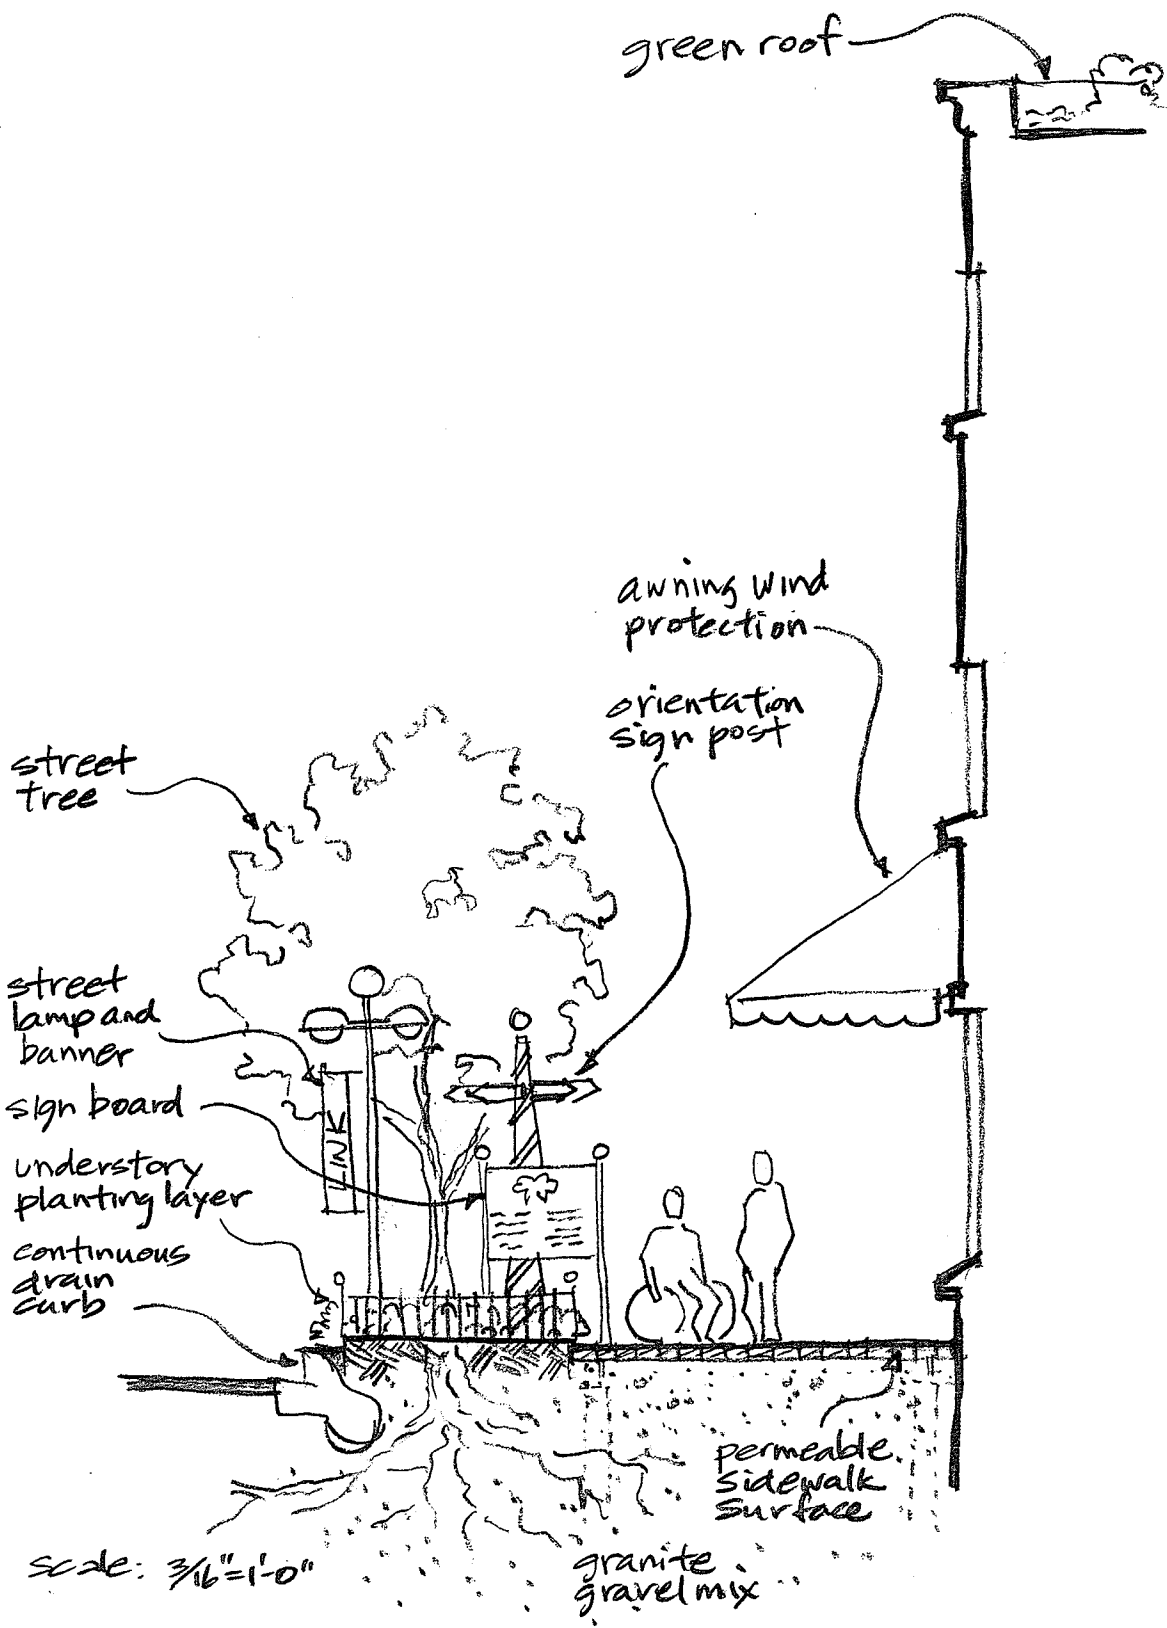 green roof
awning wind
protection
orientation
sign post
street
tree
street
lamp and
banner
sign board
understory
planting layer
continuous
drain
curb
LINK
permeable
sidewalk
surface
scale: 3/16"=1'-0"
granite
gravel mix